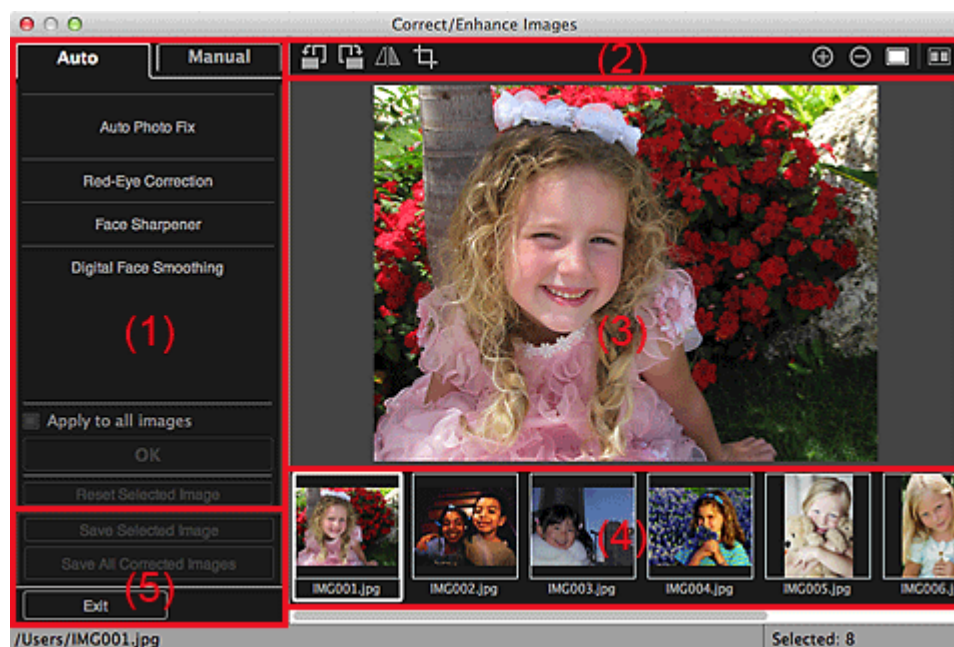 Correct/Enhance Images
Auto
Manual
(2)
Auto Photo Fix
Red-Eye Correction
Face Sharpener
Digital Face Smoothing
(1)
(3)
Apply to all images
OK
Reset Selected Image
Save Selected Image
Save All Corrected Images
(5)
Exit
(4)
IMG001.jpg
IMG002.jpg
IMG003.jpg
IMG004.jpg
IMG005.jpg
IMG006.j
/Users/IMG001.jpg
Selected: 8